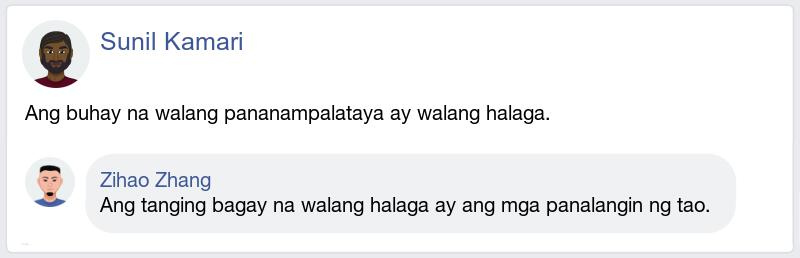 Sunil Kamari
Ang buhay na walang pananampalataya ay walang halaga.
Zihao Zhang
Ang tanging bagay na walang halaga ay ang mga panalangin ng tao.